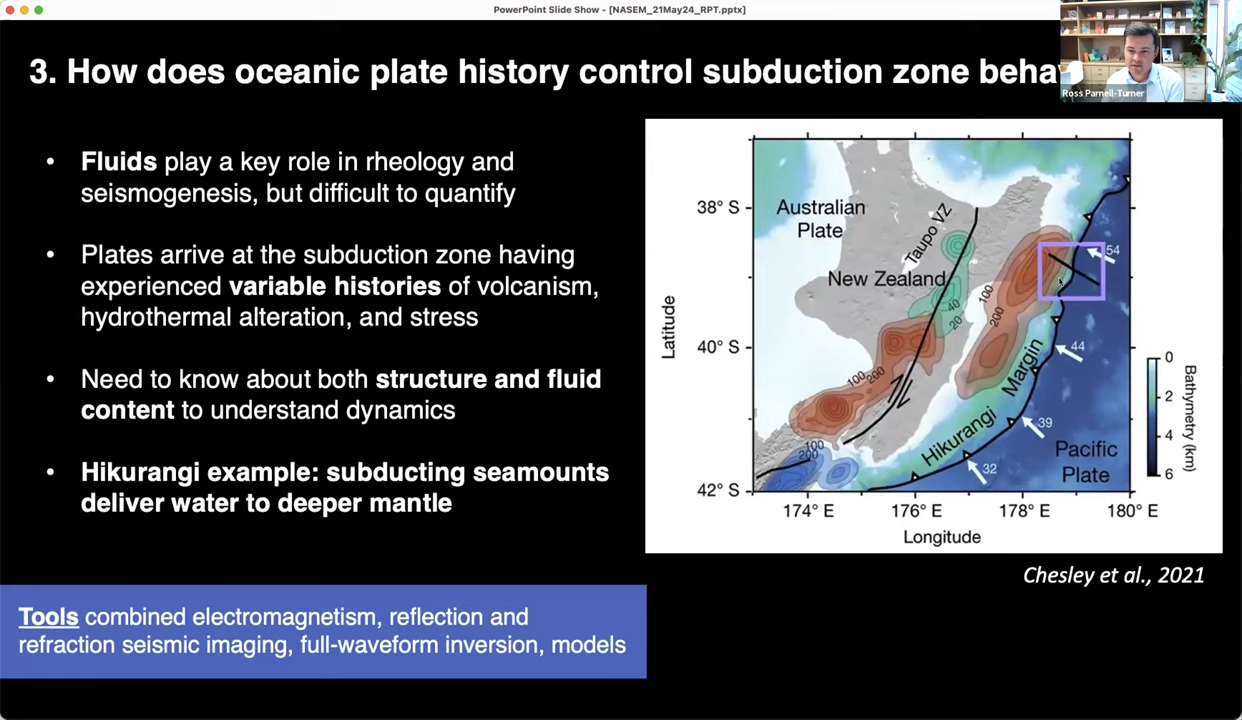 PowerPoint Slide Show - [NASEM_21May24_RPT.pptx]
3. How does oceanic plate history control subduction zone beha
Ross Parnell-Turner
• Fluids play a key role in rheology and
seismogenesis, but difficult to quantify
• Plates arrive at the subduction zone having
experienced variable histories of volcanism,
hydrothermal alteration, and stress
• Need to know about both structure and fluid
content to understand dynamics
• Hikurangi example: subducting seamounts
deliver water to deeper mantle
Tools combined electromagnetism, reflection and
refraction seismic imaging, full-waveform inversion, models
38° S
40° S
42° S
Latitude
174° E
176° E
178° E
180° E
Longitude
Australian
Plate
Taupo VZ
New Zealand
40
20
100
200
100
200
100
200
Hikurangi
Margin
Pacific
Plate
54
44
39
32
0
2
4
6
Bathymetry (km)
Chesley et al., 2021